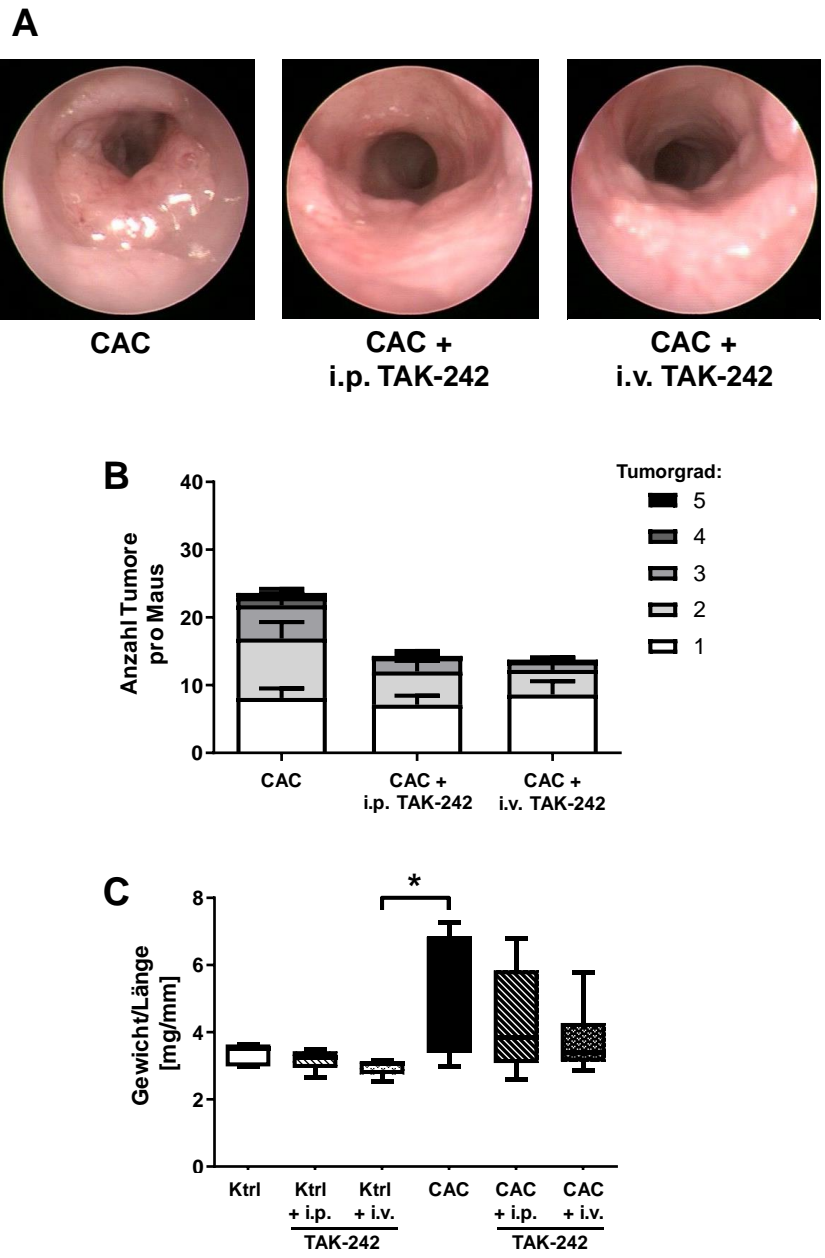 A
CAC
CAC +
i.p. TAK-242
CAC +
i.v. TAK-242
B
Anzahl Tumore
pro Maus
40
30
20
10
0
CAC
CAC +
i.p. TAK-242
CAC +
i.v. TAK-242
Tumorgrad:
5
4
3
2
1
C
Gewicht/Länge
[mg/mm]
8
6
4
2
0
*
Ktrl
Ktrl
+ i.p.
Ktrl
+ i.v.
TAK-242
CAC
CAC
+ i.p.
CAC
+ i.v.
TAK-242